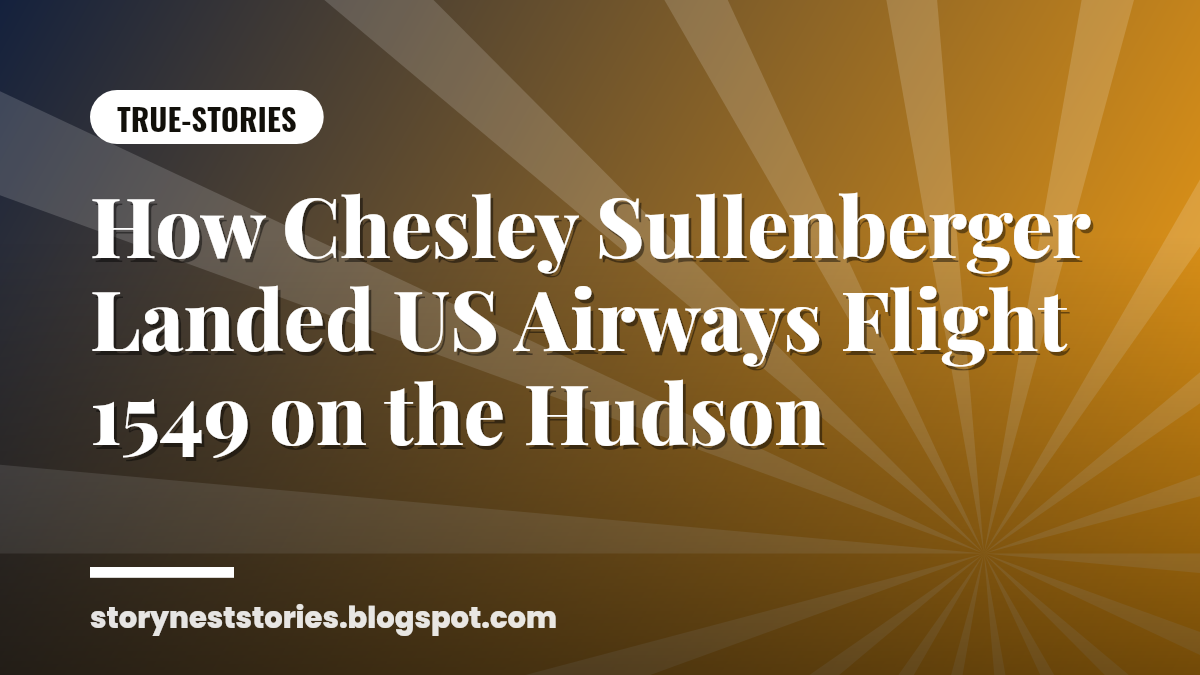 TRUE-STORIES
How Chesley Sullenberger
Landed US Airways Flight
1549 on the Hudson
storyneststories.blogspot.com